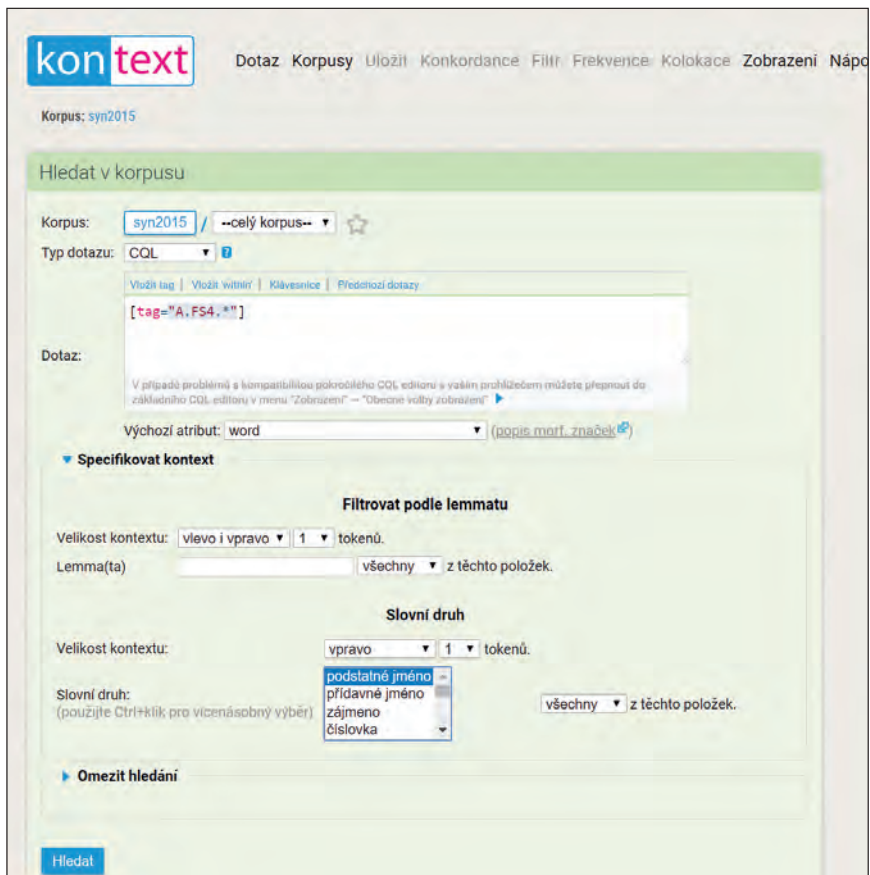 kontext
Dotaz Korpusy Uložit Konkordance Filtr Frekvence Kolokace Zobrazení Nápo
Korpus: syn2015
Hledat v korpusu
Korpus: syn2015 / --celý korpus--
Typ dotazu: CQL ?
Vložit tag | Vložit 'within' | Klávesnice | Předchozí dotazy
[tag="A.FS4.*"]
Dotaz:
V případě problémů s kompatibilitou pokročilého CQL editoru s vaším prohlížečem můžete přepnout do
základního CQL editoru v menu "Zobrazení" – "Obecné volby zobrazení"
Výchozí atribut: word (popis morf. značek)
Specifikovat kontext
Filtrovat podle lemmatu
Velikost kontextu: vlevo i vpravo 1 tokenů.
Lemma(ta) všechny z těchto položek.
Slovní druh
Velikost kontextu: vpravo 1 tokenů.
podstatné jméno
přídavné jméno
zájmeno
číslovka
Slovní druh:
(použijte Ctrl+klik pro vícenásobný výběr)
všechny z těchto položek.
Omezit hledání
Hledat